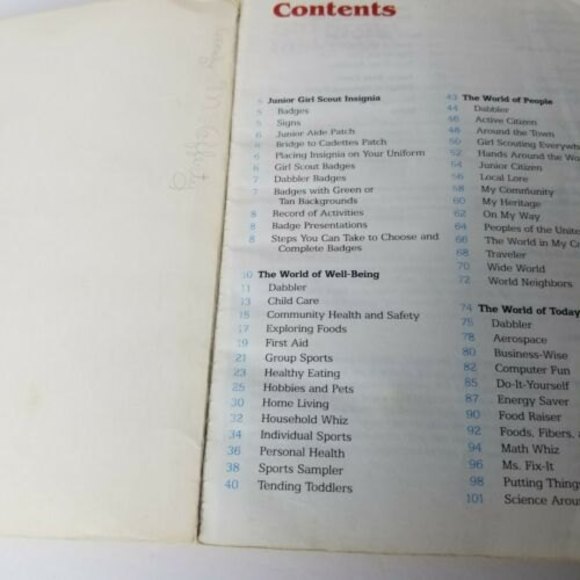 Contents
5 Junior Girl Scout Insignia
5 Badges
5 Signs
6 Junior Aide Patch
6 Bridge to Cadettes Patch
6 Placing Insignia on Your Uniform
6 Girl Scout Badges
7 Dabbler Badges
7 Badges with Green or
Tan Backgrounds
8 Record of Activities
8 Badge Presentations
8 Steps You Can Take to Choose and
Complete Badges
10 The World of Well-Being
11 Dabbler
13 Child Care
15 Community Health and Safety
17 Exploring Foods
19 First Aid
21 Group Sports
23 Healthy Eating
25 Hobbies and Pets
30 Home Living
32 Household Whiz
34 Individual Sports
36 Personal Health
38 Sports Sampler
40 Tending Toddlers
43 The World of People
44 Dabbler
46 Active Citizen
48 Around the Town
50 Girl Scouting Everywh
52 Hands Around the Wo
54 Junior Citizen
56 Local Lore
58 My Community
60 My Heritage
62 On My Way
64 Peoples of the Unite
66 The World in My C
68 Traveler
70 Wide World
72 World Neighbors
74 The World of Today
75 Dabbler
78 Aerospace
80 Business-Wise
82 Computer Fun
85 Do-It-Yourself
87 Energy Saver
90 Food Raiser
92 Foods, Fibers,
94 Math Whiz
96 Ms. Fix-It
98 Putting Thing
101 Science Aroun